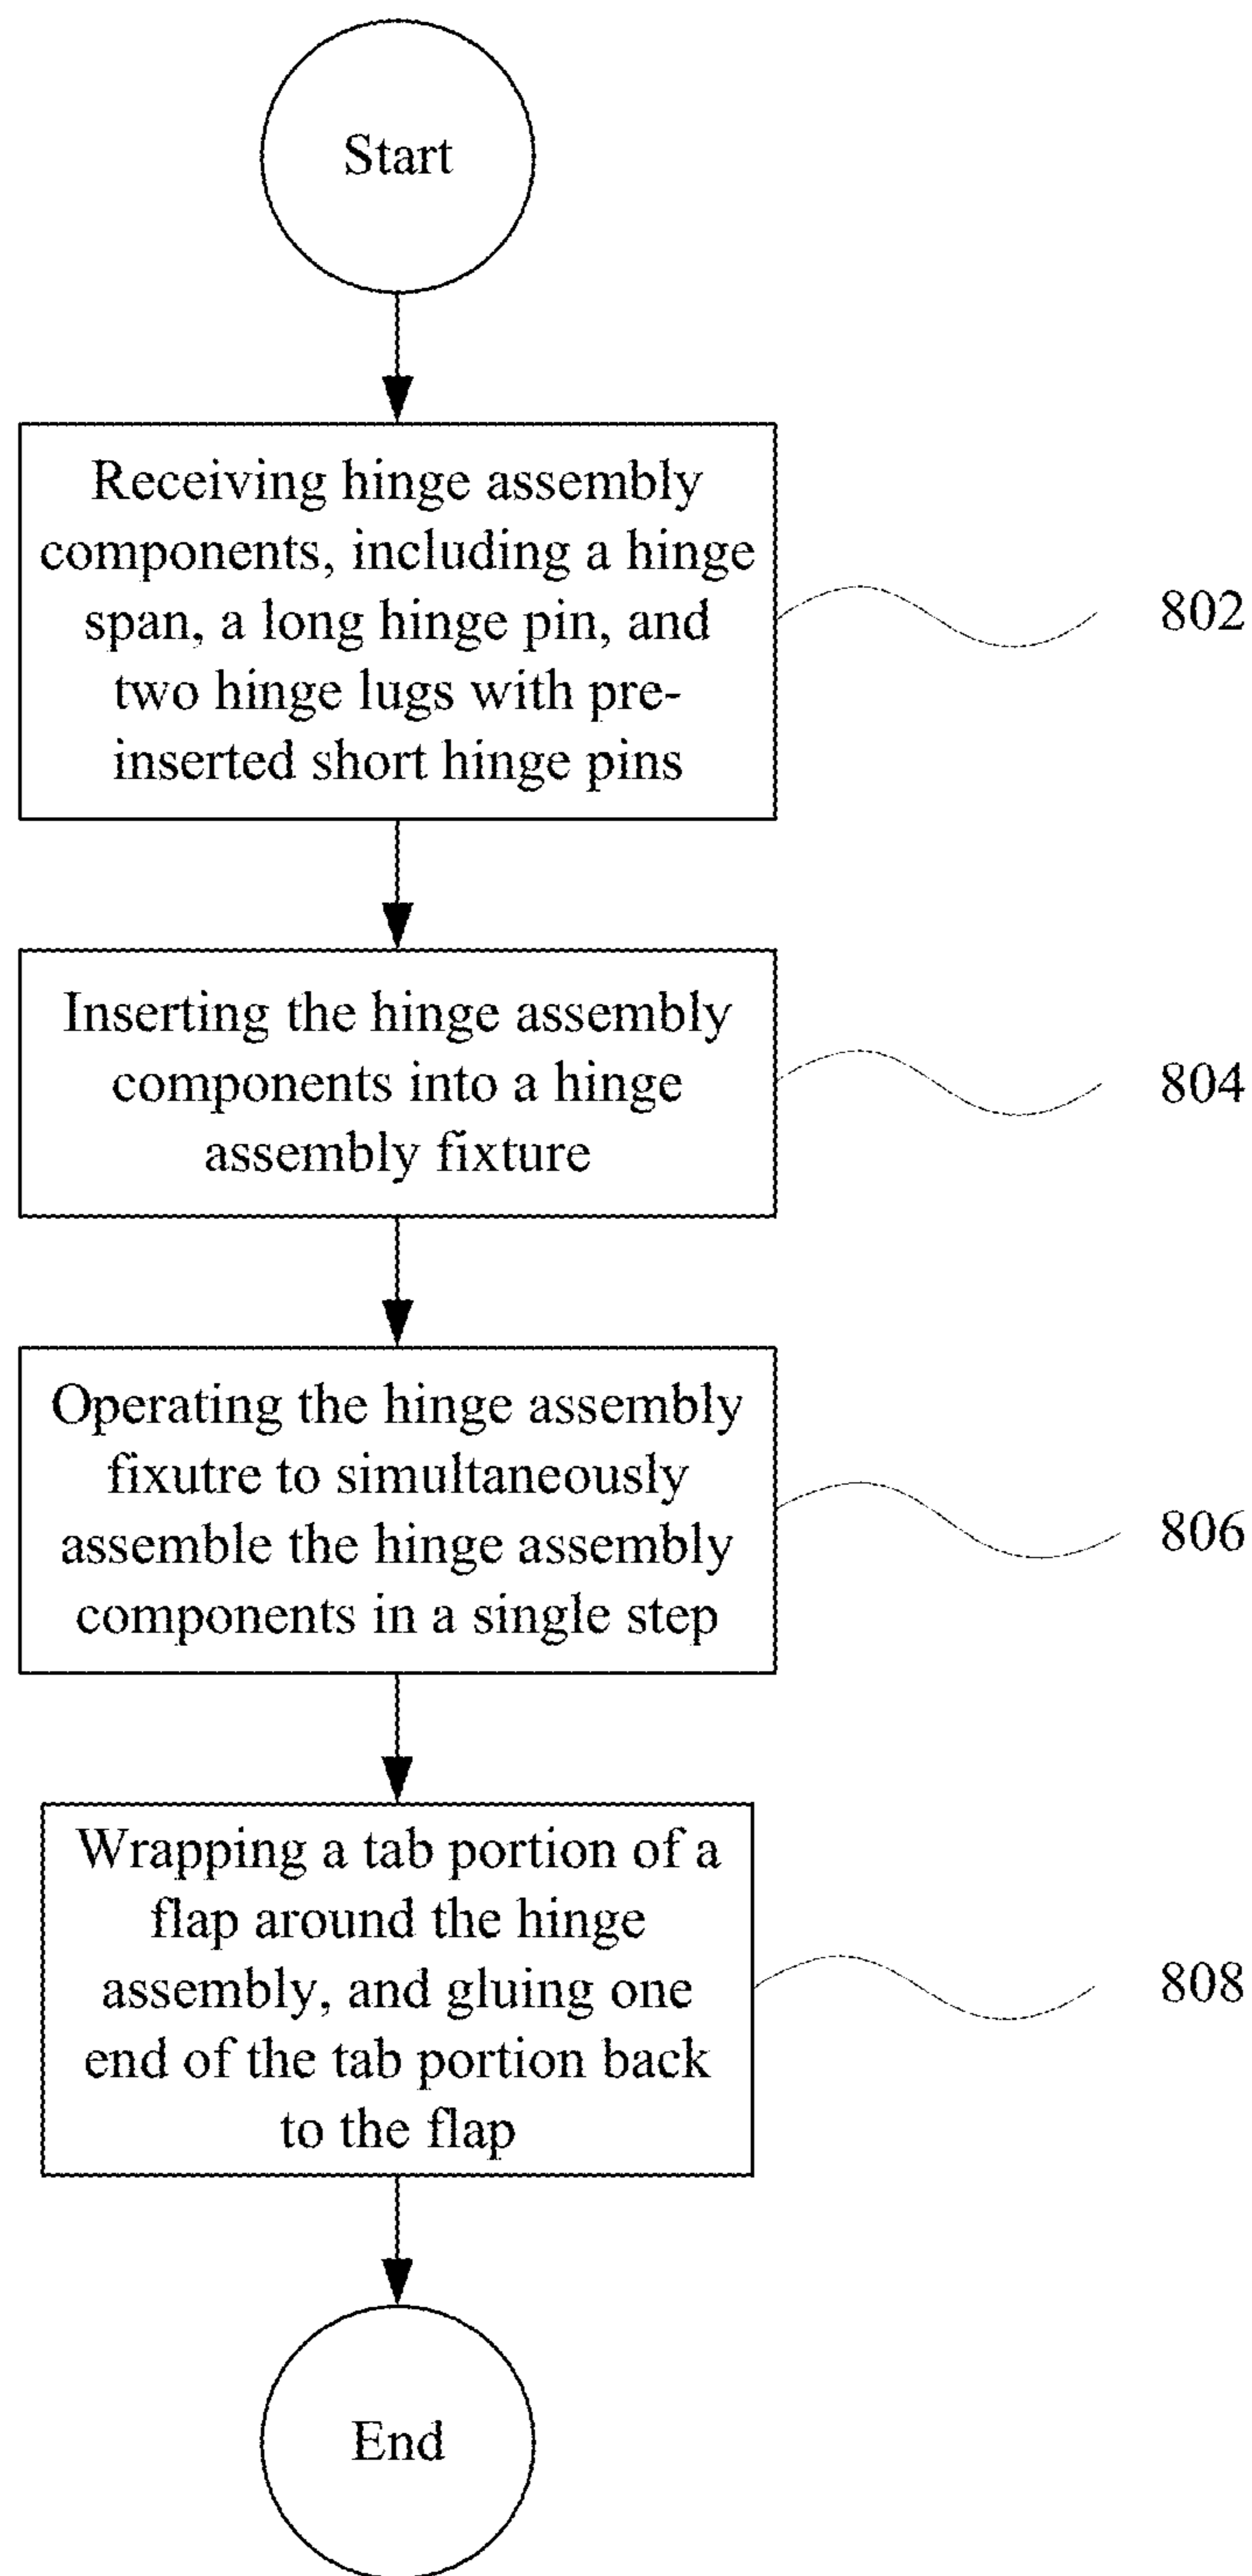 Start
Receiving hinge assembly
components, including a hinge
span, a long hinge pin, and
two hinge lugs with pre-
inserted short hinge pins
802
Inserting the hinge assembly
components into a hinge
assembly fixture
804
Operating the hinge assembly
fixutre to simultaneously
assemble the hinge assembly
components in a single step
806
Wrapping a tab portion of a
flap around the hinge
assembly, and gluing one
end of the tab portion back
to the flap
808
End